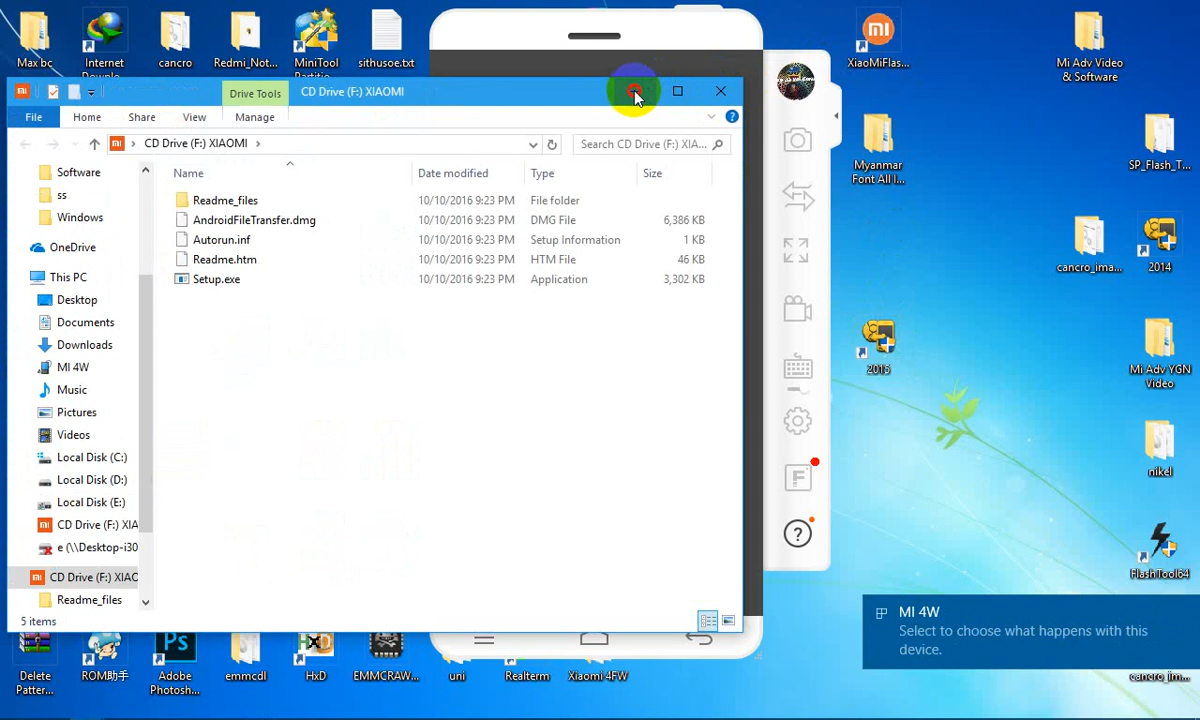 Max bc
Internet
Downlo...
cancro
Redmi_Not...
MiniTool
Partitio...
sithusoe.txt
XiaoMiFlas...
Mi Adv Video
& Software
Drive Tools
CD Drive (F:) XIAOMI
File
Home
Share
View
Manage
CD Drive (F:) XIAOMI
Search CD Drive (F:) XIA...
Name
Date modified
Type
Size
Readme_files
10/10/2016 9:23 PM
File folder
AndroidFileTransfer.dmg
10/10/2016 9:23 PM
DMG File
6,386 KB
Autorun.inf
10/10/2016 9:23 PM
Setup Information
1 KB
Readme.htm
10/10/2016 9:23 PM
HTM File
46 KB
Setup.exe
10/10/2016 9:23 PM
Application
3,302 KB
Software
ss
Windows
OneDrive
This PC
Desktop
Documents
Downloads
MI 4W
Music
Pictures
Videos
Local Disk (C:)
Local Disk (D:)
Local Disk (E:)
CD Drive (F:) XIA
e (\\Desktop-i30
CD Drive (F:) XIAC
Readme_files
5 items
Myanmar
Font All I...
SP_Flash_T...
cancro_ima...
2014
2015
Mi Adv YGN
Video
nikel
FlashTool64
MI 4W
Select to choose what happens with this
device.
cancro_im...
Delete
Patter...
ROM助手
Adobe
Photosh...
emmcdl
HxD
EMMCRAW...
uni
Realterm
Xiaomi 4FW